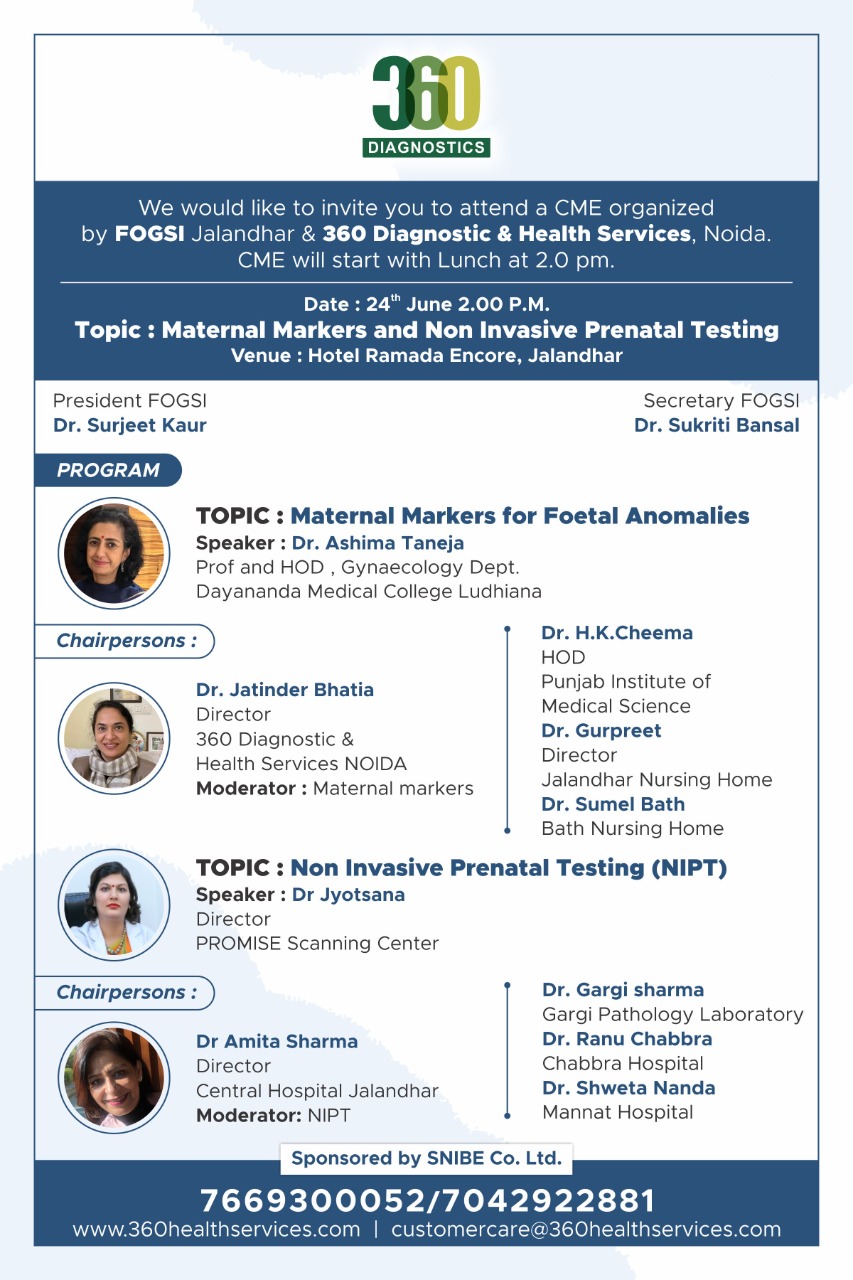 360
DIAGNOSTICS
We would like to invite you to attend a CME organized
by FOGSI Jalandhar & 360 Diagnostic & Health Services, Noida.
CME will start with Lunch at 2.0 pm.
Date : 24th June 2.00 P.M.
Topic : Maternal Markers and Non Invasive Prenatal Testing
Venue : Hotel Ramada Encore, Jalandhar
President FOGSI
Dr. Surjeet Kaur
Secretary FOGSI
Dr. Sukriti Bansal
PROGRAM
TOPIC : Maternal Markers for Foetal Anomalies
Speaker : Dr. Ashima Taneja
Prof and HOD , Gynaecology Dept.
Dayananda Medical College Ludhiana
Chairpersons :
Dr. Jatinder Bhatia
Director
360 Diagnostic &
Health Services NOIDA
Moderator : Maternal markers
Dr. H.K.Cheema
HOD
Punjab Institute of
Medical Science
Dr. Gurpreet
Director
Jalandhar Nursing Home
Dr. Sumel Bath
Bath Nursing Home
TOPIC : Non Invasive Prenatal Testing (NIPT)
Speaker : Dr Jyotsana
Director
PROMISE Scanning Center
Chairpersons :
Dr Amita Sharma
Director
Central Hospital Jalandhar
Moderator: NIPT
Dr. Gargi sharma
Gargi Pathology Laboratory
Dr. Ranu Chabbra
Chabbra Hospital
Dr. Shweta Nanda
Mannat Hospital
Sponsored by SNIBE Co. Ltd.
7669300052/7042922881
www.360healthservices.com | customercare@360healthservices.com